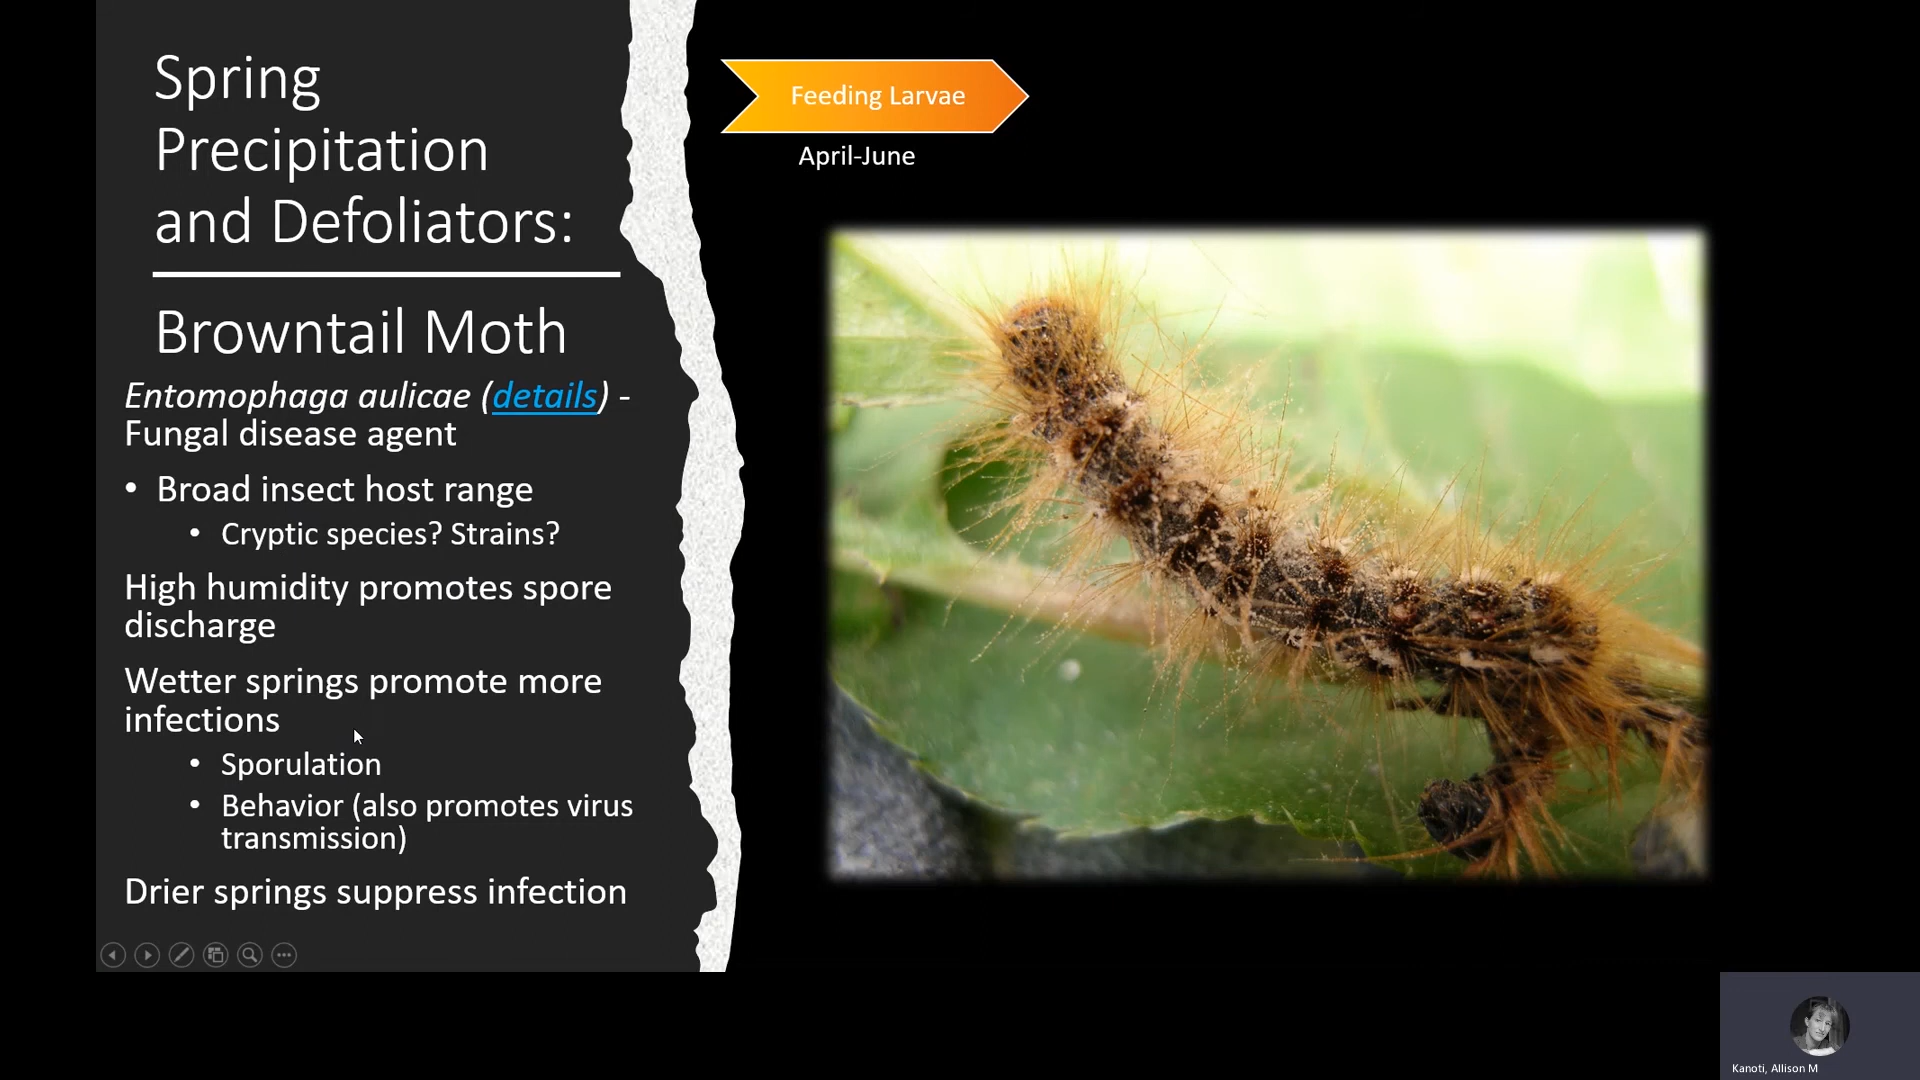 Spring
Precipitation
and Defoliators:
Browntail Moth
Entomophaga aulicae (details) -
Fungal disease agent
• Broad insect host range
• Cryptic species? Strains?
High humidity promotes spore
discharge
Wetter springs promote more
infections
• Sporulation
• Behavior (also promotes virus
transmission)
Drier springs suppress infection
Feeding Larvae
April-June
Kanoti, Allison M